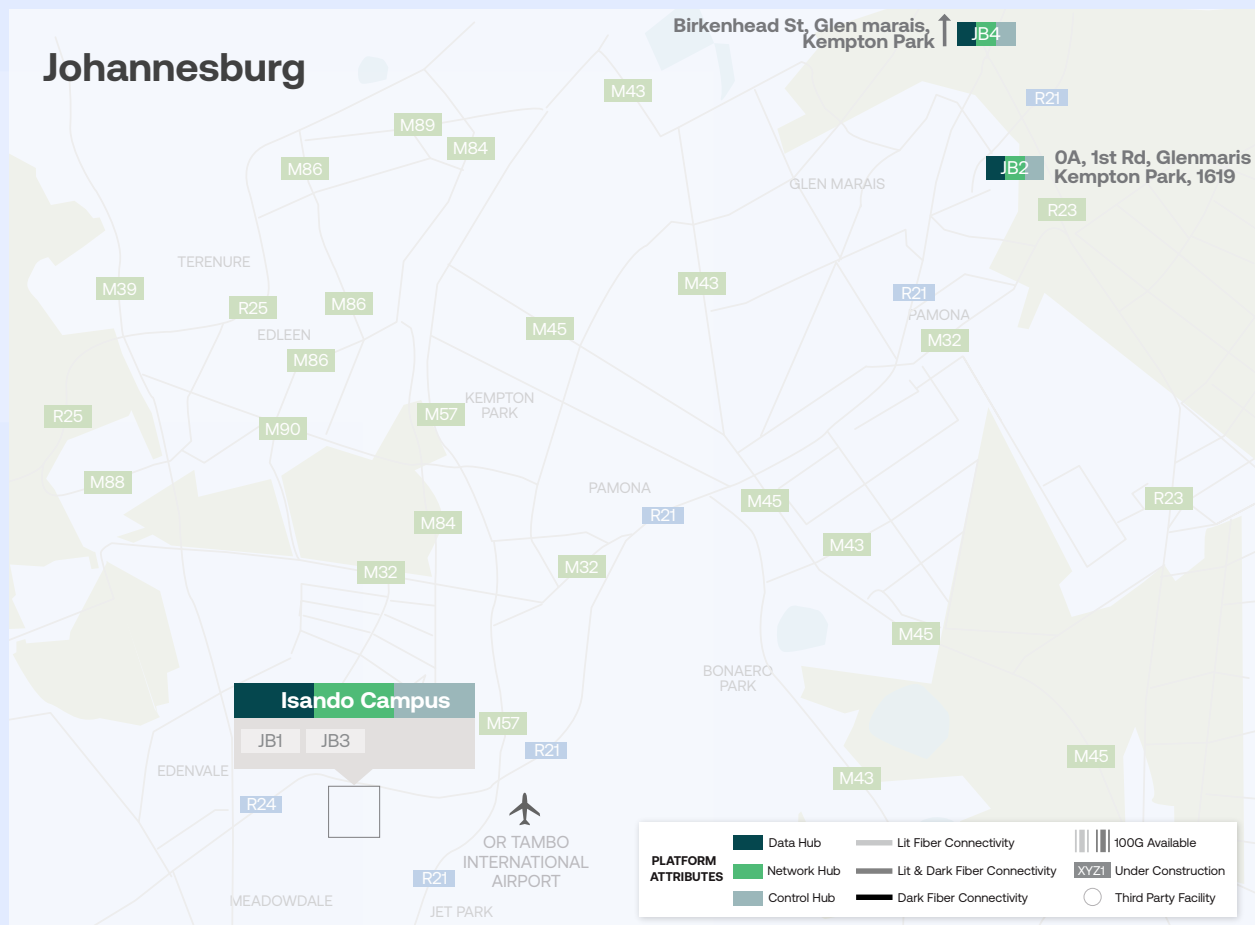 Birkenhead St, Glen marais,
Kempton Park
JB4
Johannesburg
M43
R21
M89
M84
M86
JB2
0A, 1st Rd, Glenmaris
Kempton Park, 1619
GLEN MARAIS
R23
TERENURE
M39
M43
R21
R25
M86
PAMONA
EDLEEN
M45
M32
M86
KEMPTON
PARK
R25
M57
M90
M88
PAMONA
M45
R23
R21
M84
M43
M32
M32
M45
BONAERO
PARK
Isando Campus
M57
JB1 JB3
R21
M45
EDENVALE
M43
R24
OR TAMBO
INTERNATIONAL
AIRPORT
R21
MEADOWDALE
JET PARK
PLATFORM
ATTRIBUTES
Data Hub
Network Hub
Control Hub
Lit Fiber Connectivity
Lit & Dark Fiber Connectivity
Dark Fiber Connectivity
100G Available
XYZ1 Under Construction
Third Party Facility